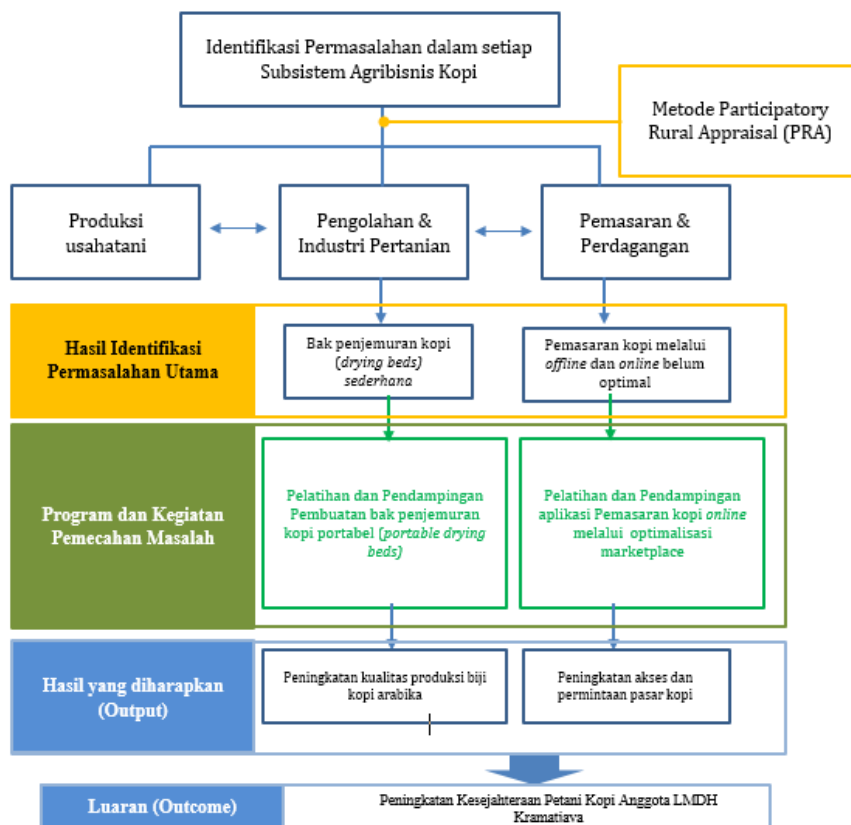 Identifikasi Permasalahan dalam setiap
Subsistem Agribisnis Kopi
Metode Participatory
Rural Appraisal (PRA)
Produksi
usahatani
Pengolahan &
Industri Pertanian
Pemasaran &
Perdagangan
Hasil Identifikasi
Permasalahan Utama
Bak penjemuran kopi
(drying beds)
sederhana
Pemasaran kopi melalui
offline dan online belum
optimal
Program dan Kegiatan
Pemecahan Masalah
Pelatihan dan Pendampingan
Pembuatan bak penjemuran
kopi portabel (portable drying
beds)
Pelatihan dan Pendampingan
aplikasi Pemasaran kopi online
melalui optimalisasi
marketplace
Hasil yang diharapkan
(Output)
Peningkatan kualitas produksi biji
kopi arabika
Peningkatan akses dan
permintaan pasar kopi
Luaran (Outcome)
Peningkatan Kesejahteraan Petani Kopi Anggota LMDH
Kramatjaya